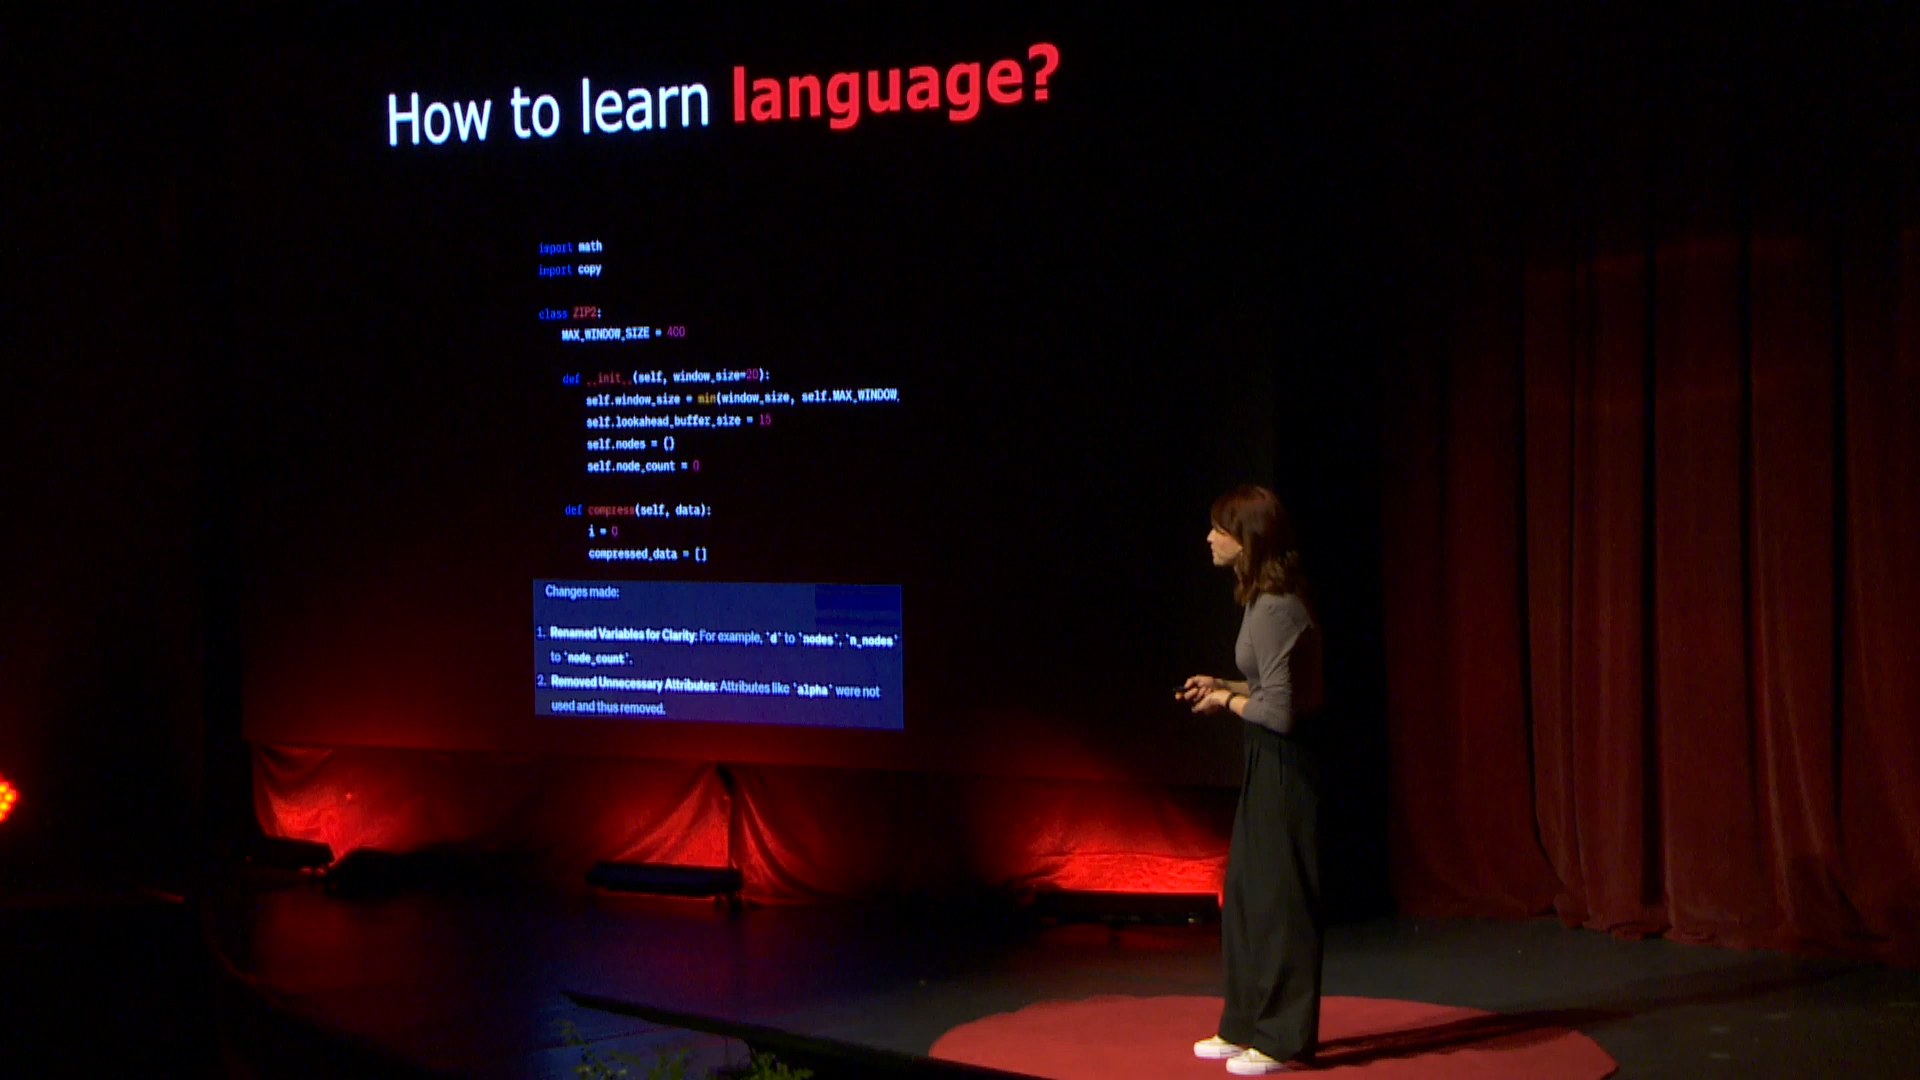 How to learn language?
import math
import copy
class ZIP2:
MAX_WINDOW_SIZE = 400
def __init__(self, window_size=20):
self.window_size = min(window_size, self.MAX_WINDOW_
self.lookahead_buffer_size = 15
self.nodes = {}
self.node_count = 0
def compress(self, data):
i = 0
compressed_data = []
Changes made:
1. Renamed Variables for Clarity: For example, `d` to `nodes`, `n_nodes`
to `node_count`.
2. Removed Unnecessary Attributes: Attributes like `alpha` were not
used and thus removed.